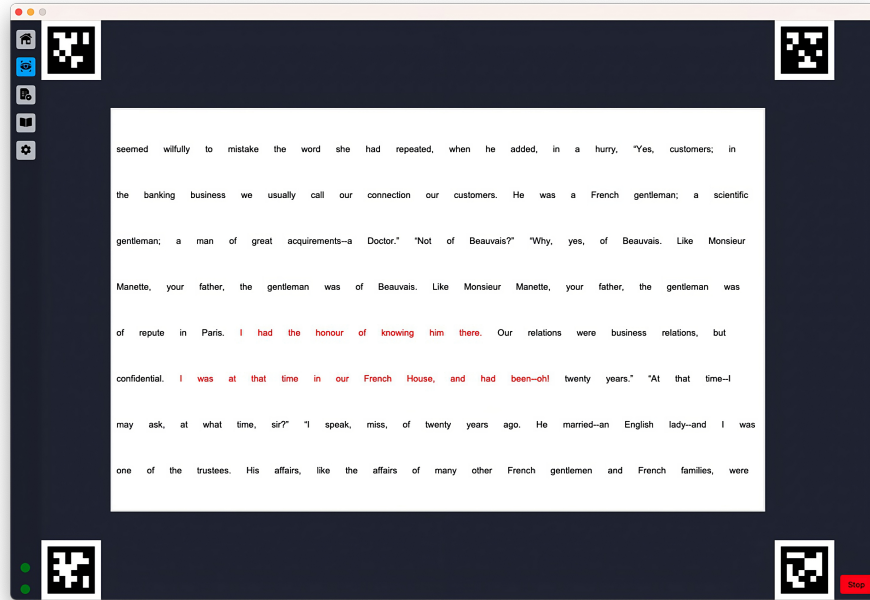 seemed wilfully to mistake the word she had repeated, when he added, in a hurry, “Yes, customers; in
the banking business we usually call our connection our customers. He was a French gentleman; a scientific
gentleman; a man of great acquirements--a Doctor.” “Not of Beauvais?” “Why, yes, of Beauvais. Like Monsieur
Manette, your father, the gentleman was of Beauvais. Like Monsieur Manette, your father, the gentleman was
of repute in Paris. I had the honour of knowing him there. Our relations were business relations, but
confidential. I was at that time in our French House, and had been--oh! twenty years.” “At that time--I
may ask, at what time, sir?” “I speak, miss, of twenty years ago. He married--an English lady--and I was
one of the trustees. His affairs, like the affairs of many other French gentlemen and French families, were
Stop